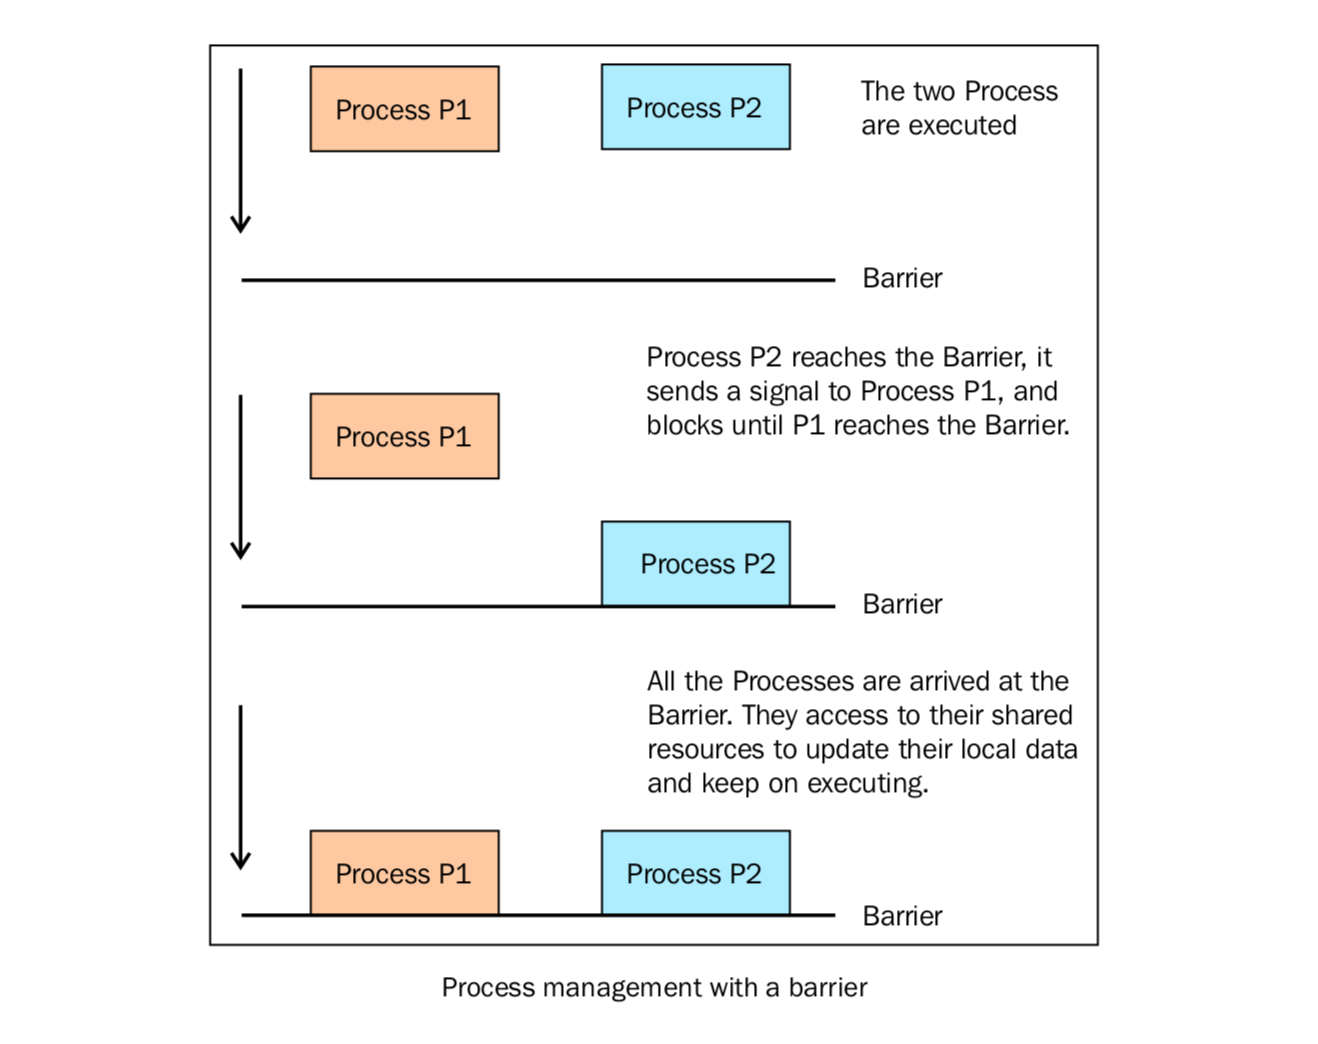 Process P1
Process P2
The two Process
are executed
Barrier
Process P2 reaches the Barrier, it
sends a signal to Process P1, and
blocks until P1 reaches the Barrier.
Process P1
Process P2
Barrier
All the Processes are arrived at the
Barrier. They access to their shared
resources to update their local data
and keep on executing.
Process P1
Process P2
Barrier
Process management with a barrier